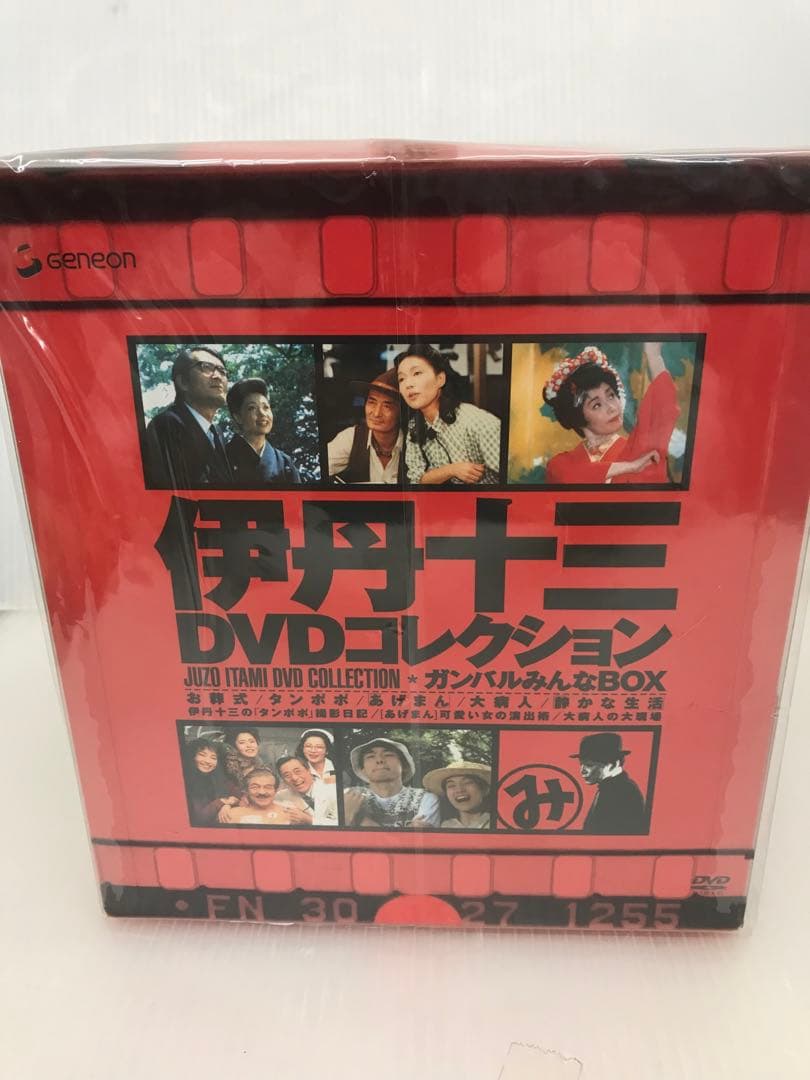 Geneon
伊丹十三
DVDコレクション
JUZO ITAMI DVD COLLECTION ★ ガンバルみんなBOX
お葬式/タンポポ/あげまん/大病人/静かな生活
伊丹十三の「タンポポ」撮影日記/[あげまん]可愛い女の演出術/大病人の大現場
み
DVD
• FN 30 27 1255